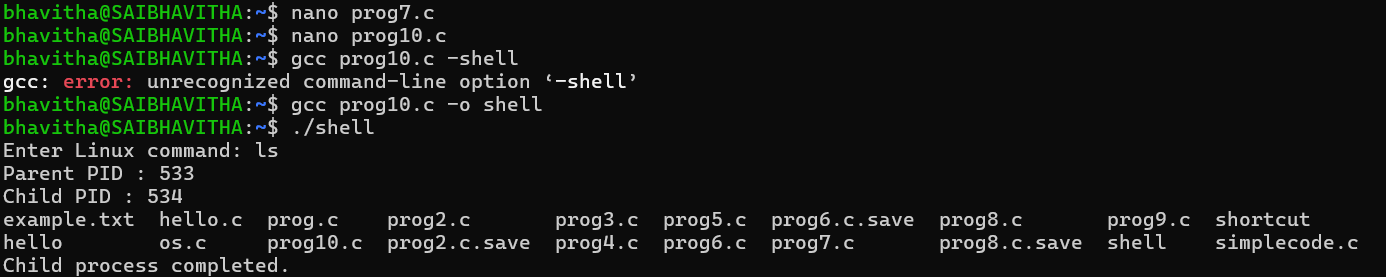 bhavitha@SAIBHAVITHA:~$ nano prog7.c
bhavitha@SAIBHAVITHA:~$ nano prog10.c
bhavitha@SAIBHAVITHA:~$ gcc prog10.c -shell
gcc: error: unrecognized command-line option ‘-shell’
bhavitha@SAIBHAVITHA:~$ gcc prog10.c -o shell
bhavitha@SAIBHAVITHA:~$ ./shell
Enter Linux command: ls
Parent PID : 533
Child PID : 534
example.txt  hello.c  prog.c    prog2.c       prog3.c  prog5.c  prog6.c.save  prog8.c       prog9.c  shortcut
hello        os.c     prog10.c  prog2.c.save  prog4.c  prog6.c  prog7.c       prog8.c.save  shell    simplecode.c
Child process completed.